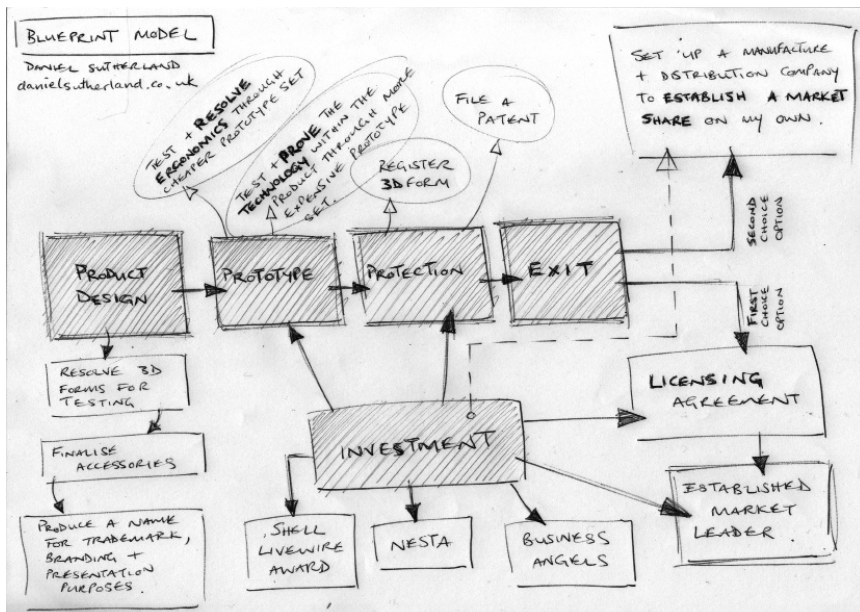 BLUEPRINT MODEL
DANIEL SUTHERLAND
danielsutherland.co.uk
TEST + RESOLVE
ERGONOMICS THROUGH
CHEAPER PROTOTYPE SET
TEST + PROVE THE
TECHNOLOGY WITHIN THE
PRODUCT THROUGH MORE
EXPENSIVE PROTOTYPE
SET.
REGISTER
3D FORM
FILE A
PATENT
SET UP A MANUFACTURE
+ DISTRIBUTION COMPANY
TO ESTABLISH A MARKET
SHARE ON MY OWN.
PRODUCT
DESIGN
PROTOTYPE
PROTECTION
EXIT
SECOND
CHOICE
OPTION
FIRST
CHOICE
OPTION
RESOLVE 3D
FORMS FOR
TESTING
FINALISE
ACCESSORIES
PRODUCE A NAME
FOR TRADEMARK,
BRANDING +
PRESENTATION
PURPOSES.
INVESTMENT
SHELL
LIVEWIRE
AWARD
NESTA
BUSINESS
ANGELS
LICENSING
AGREEMENT
ESTABLISHED
MARKET
LEADER